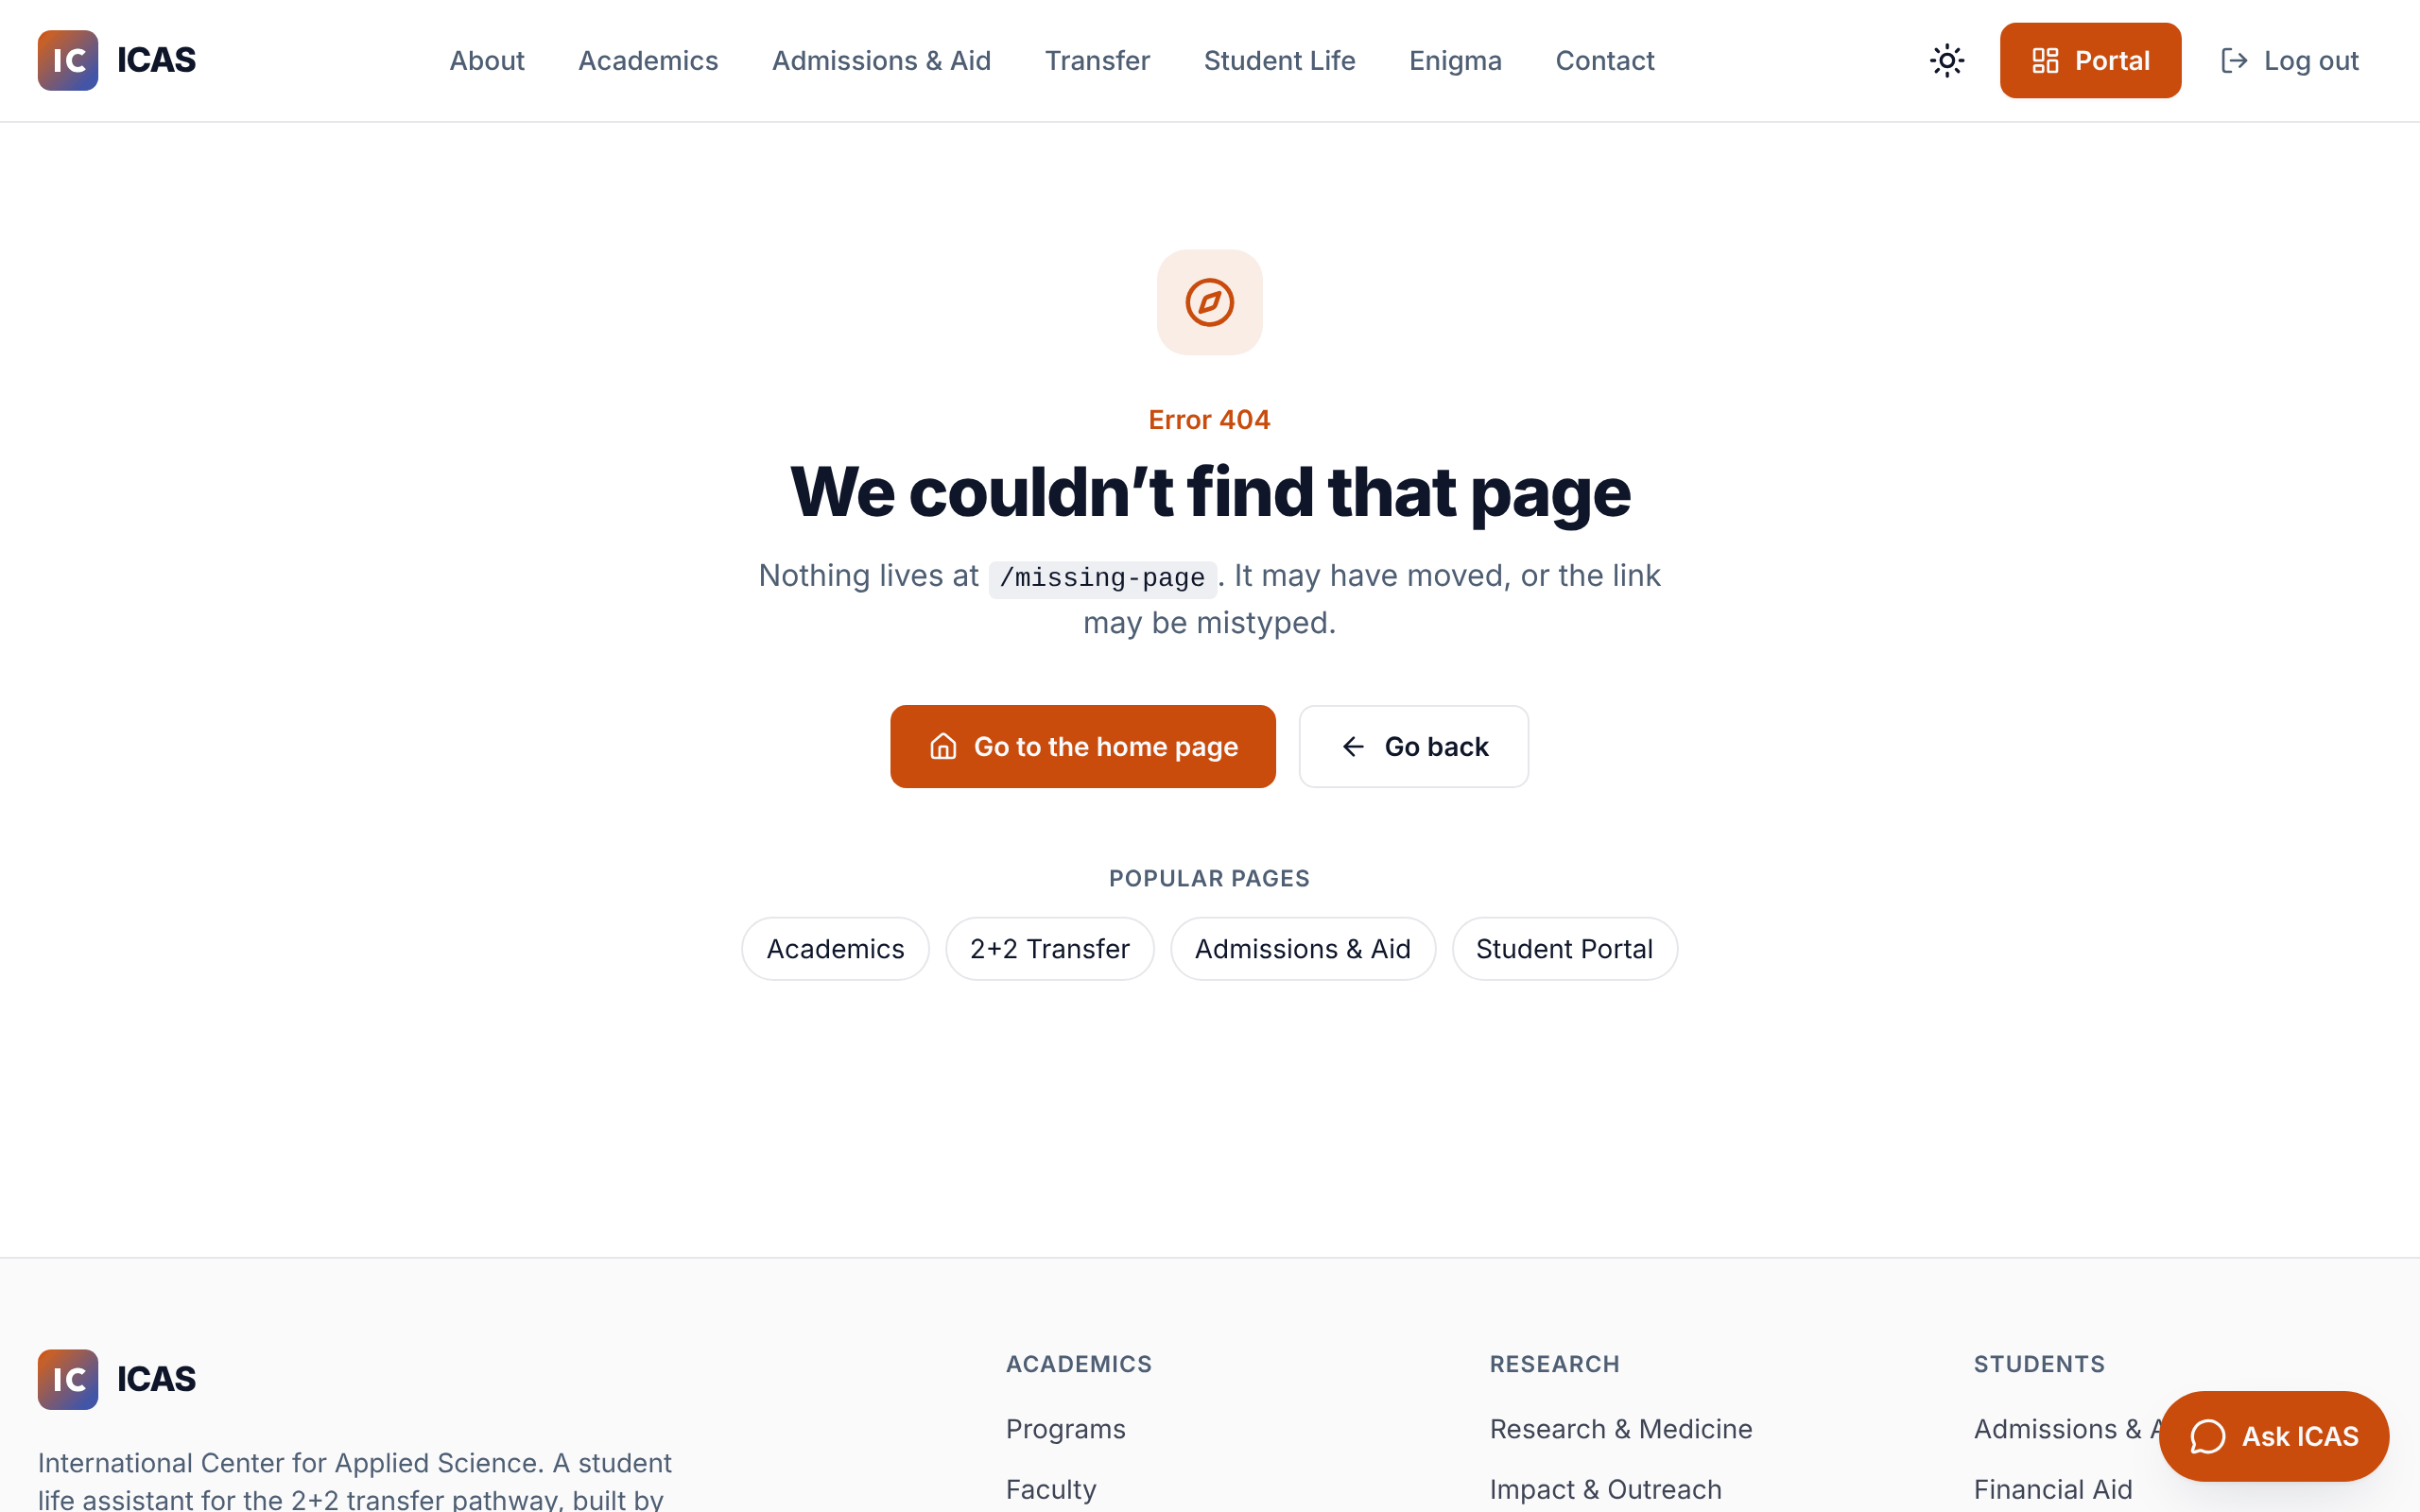 IC ICAS
About Academics Admissions & Aid Transfer Student Life Enigma Contact Portal Log out
Error 404
We couldn’t find that page
Nothing lives at /missing-page. It may have moved, or the link
may be mistyped.
Go to the home page Go back
POPULAR PAGES
Academics 2+2 Transfer Admissions & Aid Student Portal
IC ICAS
International Center for Applied Science. A student
life assistant for the 2+2 transfer pathway, built by
ACADEMICS
Programs
Faculty
RESEARCH
Research & Medicine
Impact & Outreach
STUDENTS
Admissions &
Financial Aid
Ask ICAS